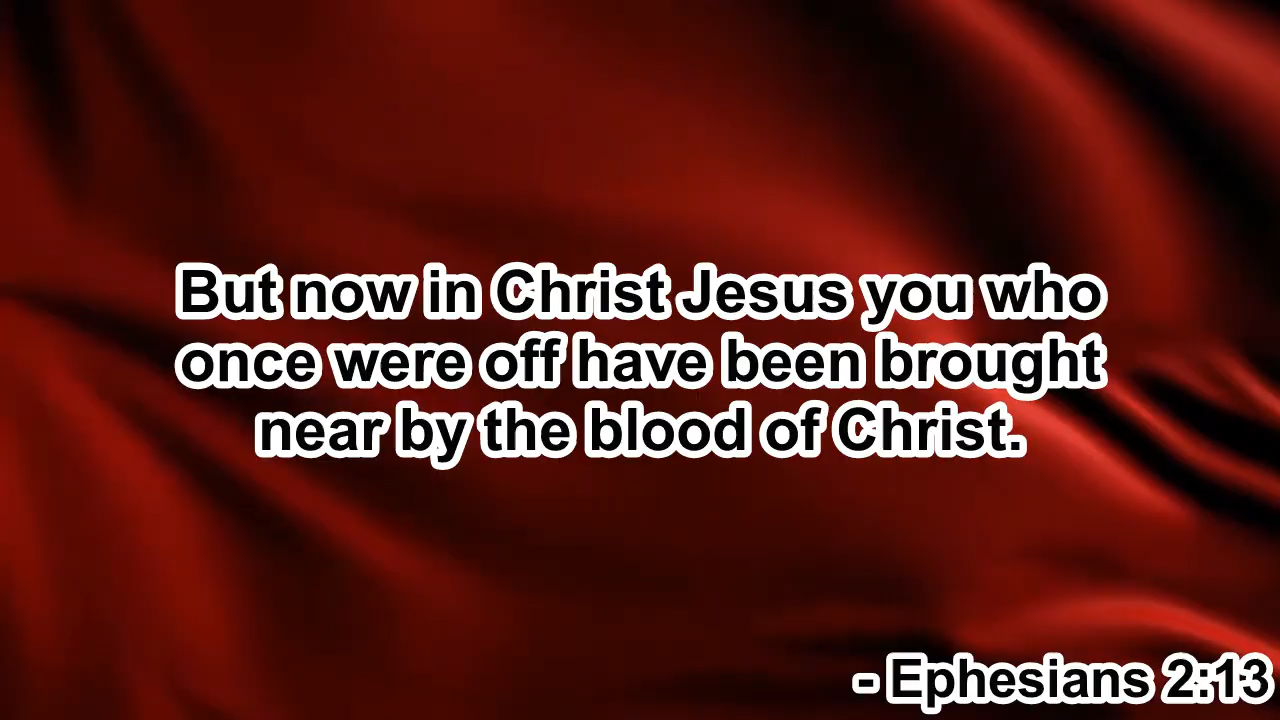 But now in Christ Jesus you who
once were off have been brought
near by the blood of Christ.
- Ephesians 2:13